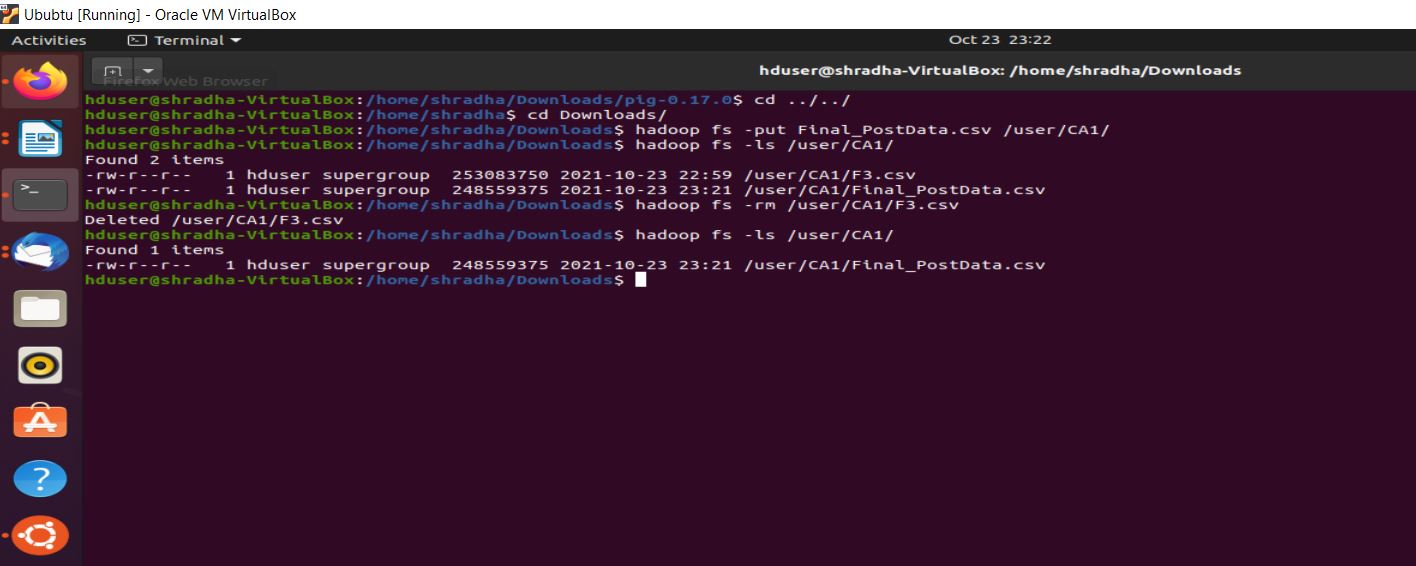 Ububtu [Running] - Oracle VM VirtualBox
Activities Terminal Oct 23 23:22
Firefox Web Browser
hduser@shradha-VirtualBox: /home/shradha/Downloads
hduser@shradha-VirtualBox:/home/shradha/Downloads/pig-0.17.0$ cd ../../
hduser@shradha-VirtualBox:/home/shradha$ cd Downloads/
hduser@shradha-VirtualBox:/home/shradha/Downloads$ hadoop fs -put Final_PostData.csv /user/CA1/
hduser@shradha-VirtualBox:/home/shradha/Downloads$ hadoop fs -ls /user/CA1/
Found 2 items
-rw-r--r-- 1 hduser supergroup 253083750 2021-10-23 22:59 /user/CA1/F3.csv
-rw-r--r-- 1 hduser supergroup 248559375 2021-10-23 23:21 /user/CA1/Final_PostData.csv
hduser@shradha-VirtualBox:/home/shradha/Downloads$ hadoop fs -rm /user/CA1/F3.csv
Deleted /user/CA1/F3.csv
hduser@shradha-VirtualBox:/home/shradha/Downloads$ hadoop fs -ls /user/CA1/
Found 1 items
-rw-r--r-- 1 hduser supergroup 248559375 2021-10-23 23:21 /user/CA1/Final_PostData.csv
hduser@shradha-VirtualBox:/home/shradha/Downloads$